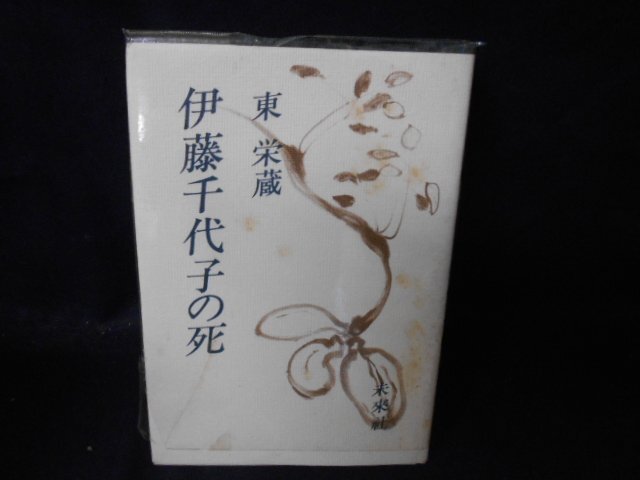 東 栄蔵
伊藤千代子の死
未來社